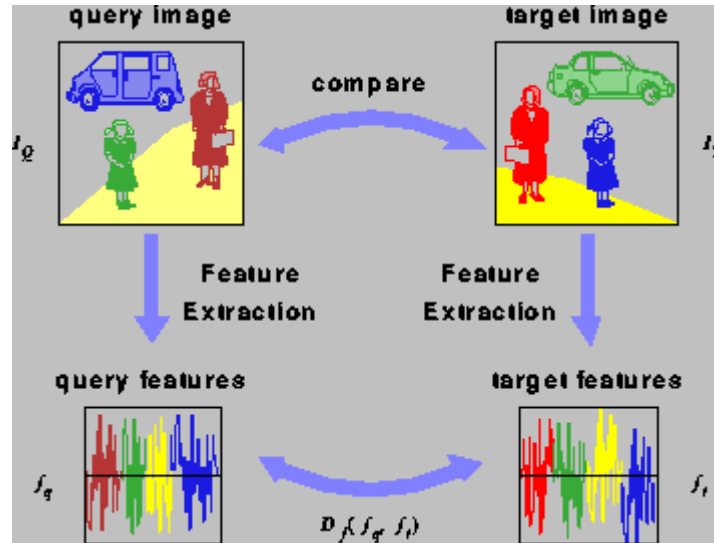 query image
target image
compare
I_Q
Feature
Extraction
Feature
Extraction
query features
target features
f_q
f_t
D_f(f_q, f_t)